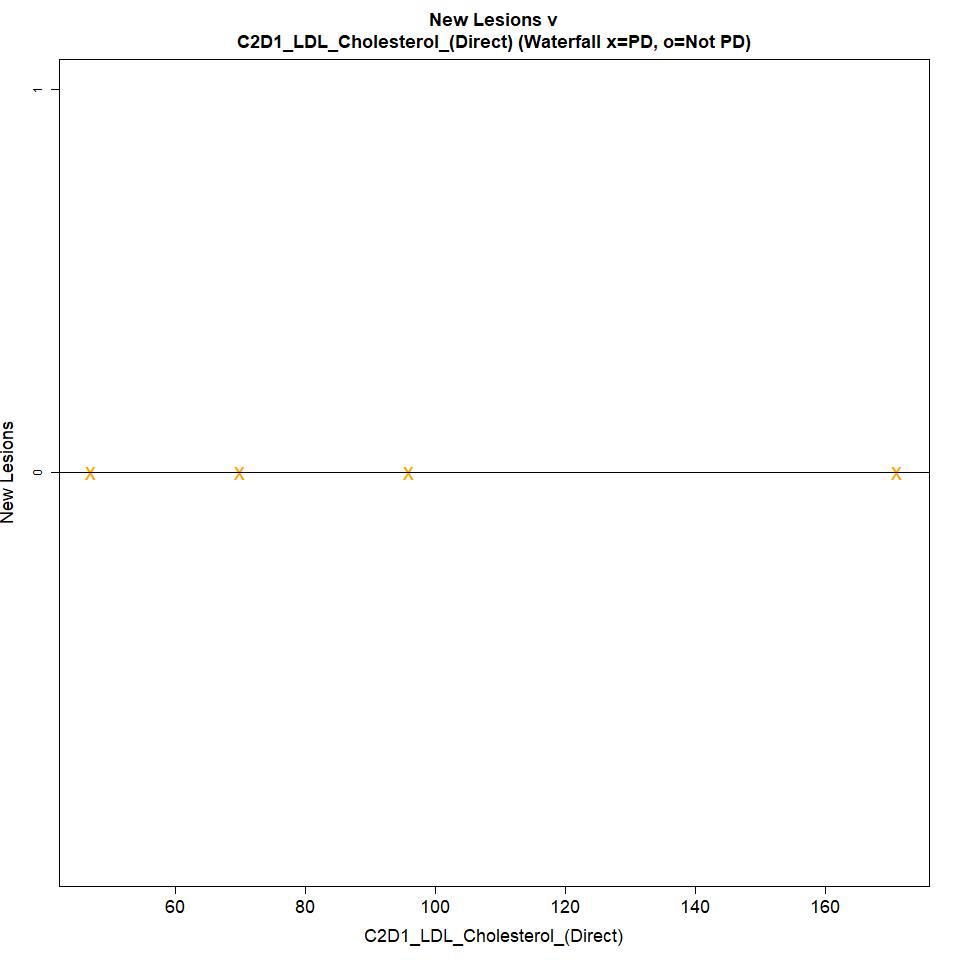 New Lesions v
C2D1_LDL_Cholesterol_(Direct) (Waterfall x=PD, o=Not PD)
1
0
New Lesions
x x x x
60 80 100 120 140 160
C2D1_LDL_Cholesterol_(Direct)